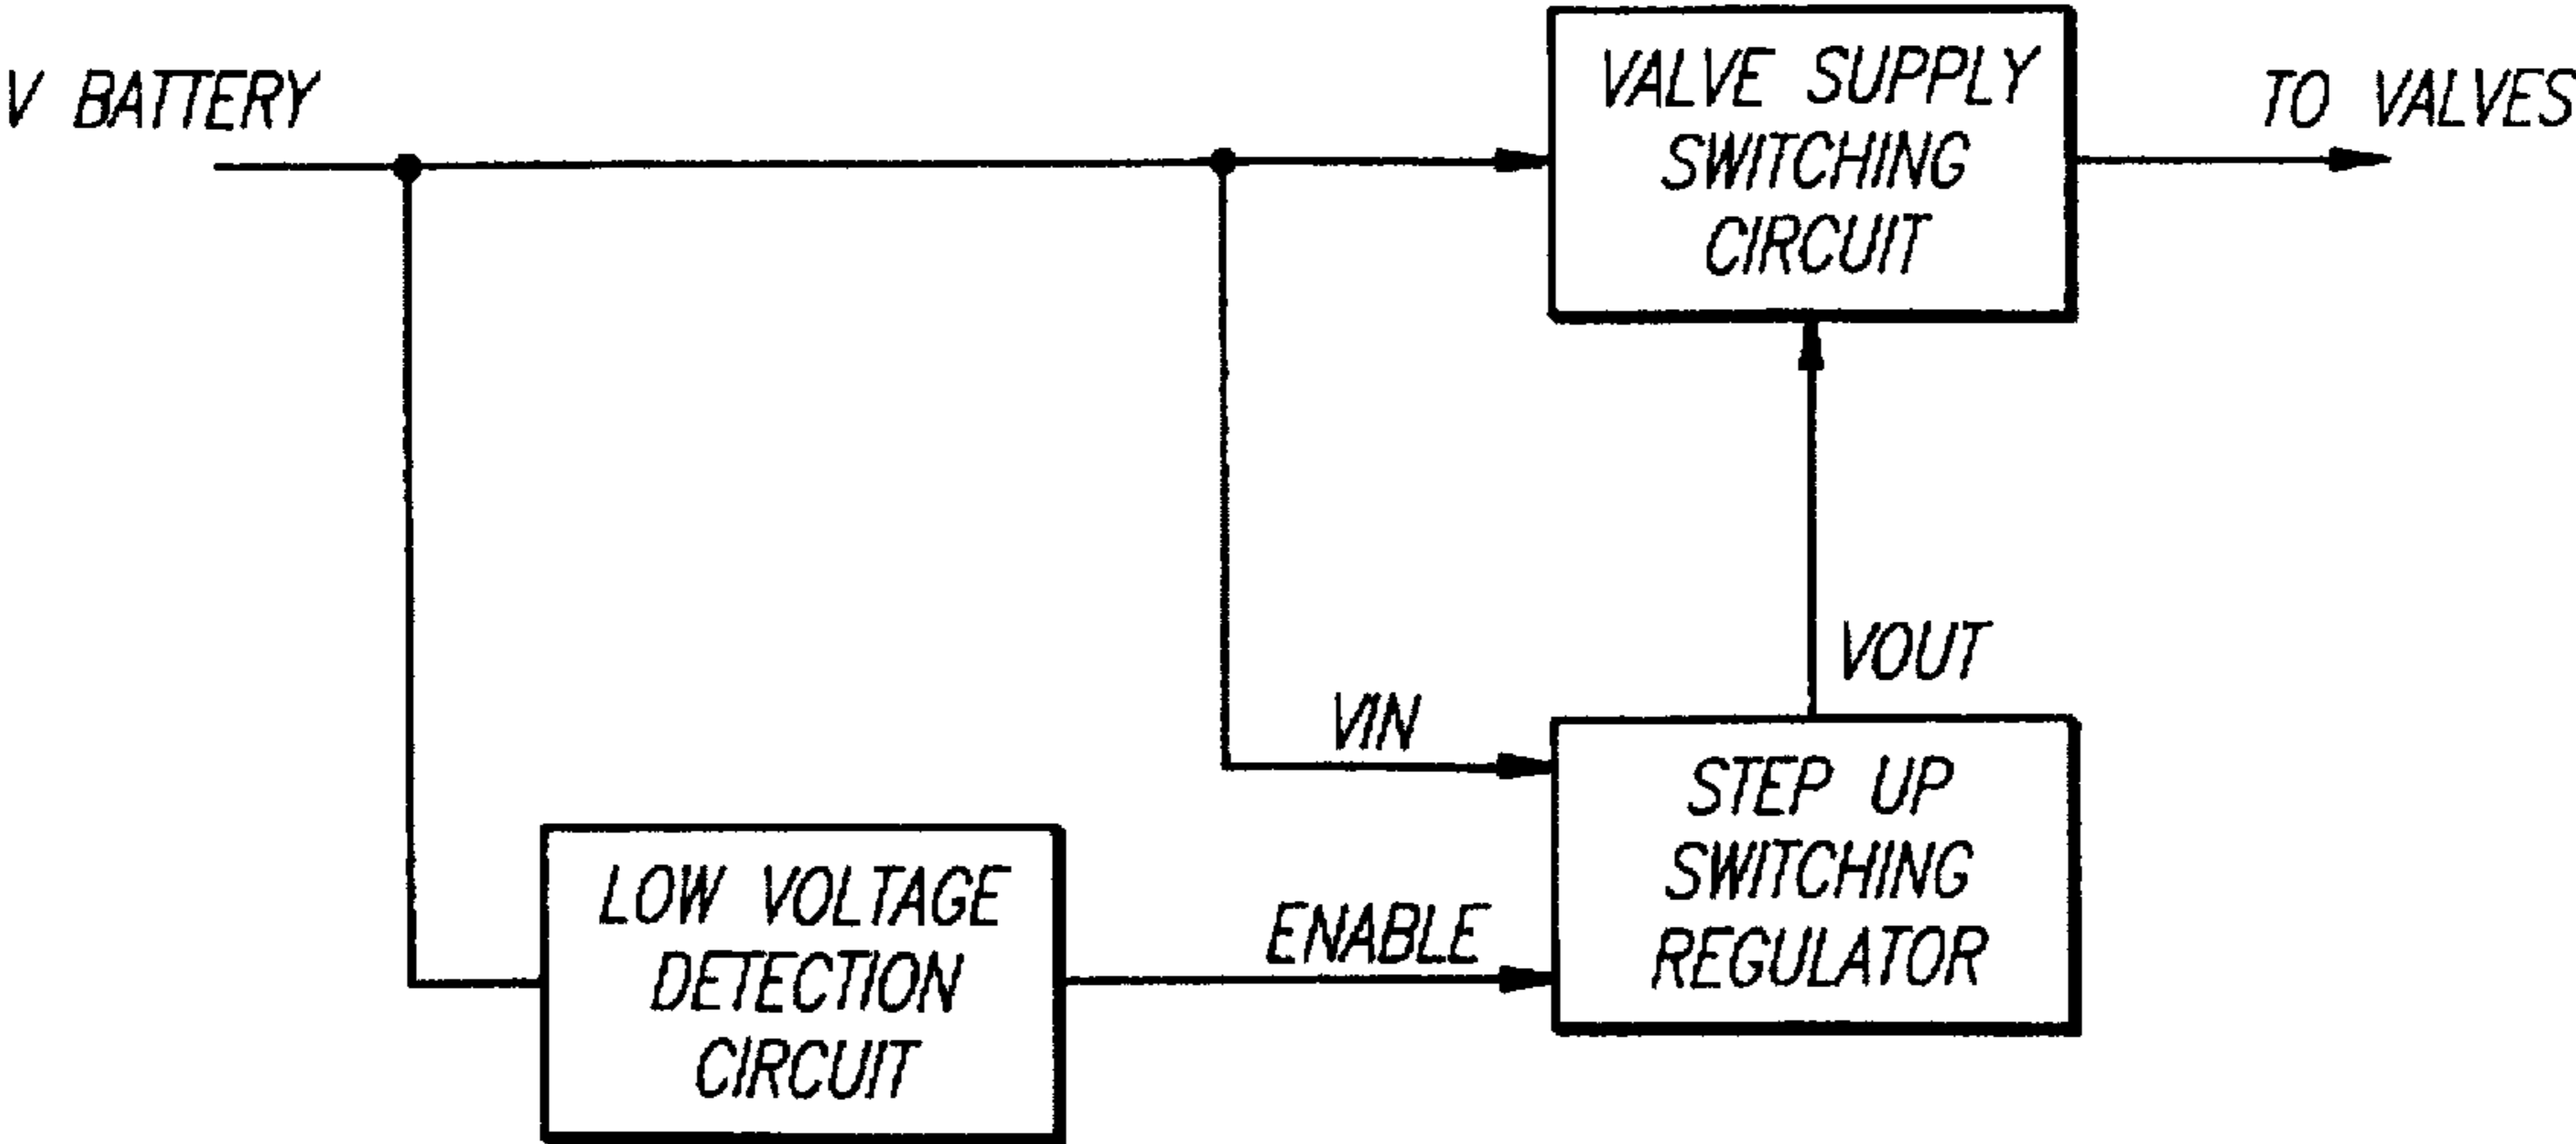 V BATTERY
VALVE SUPPLY
SWITCHING
CIRCUIT
TO VALVES
VOUT
VIN
STEP UP
SWITCHING
REGULATOR
LOW VOLTAGE
DETECTION
CIRCUIT
ENABLE